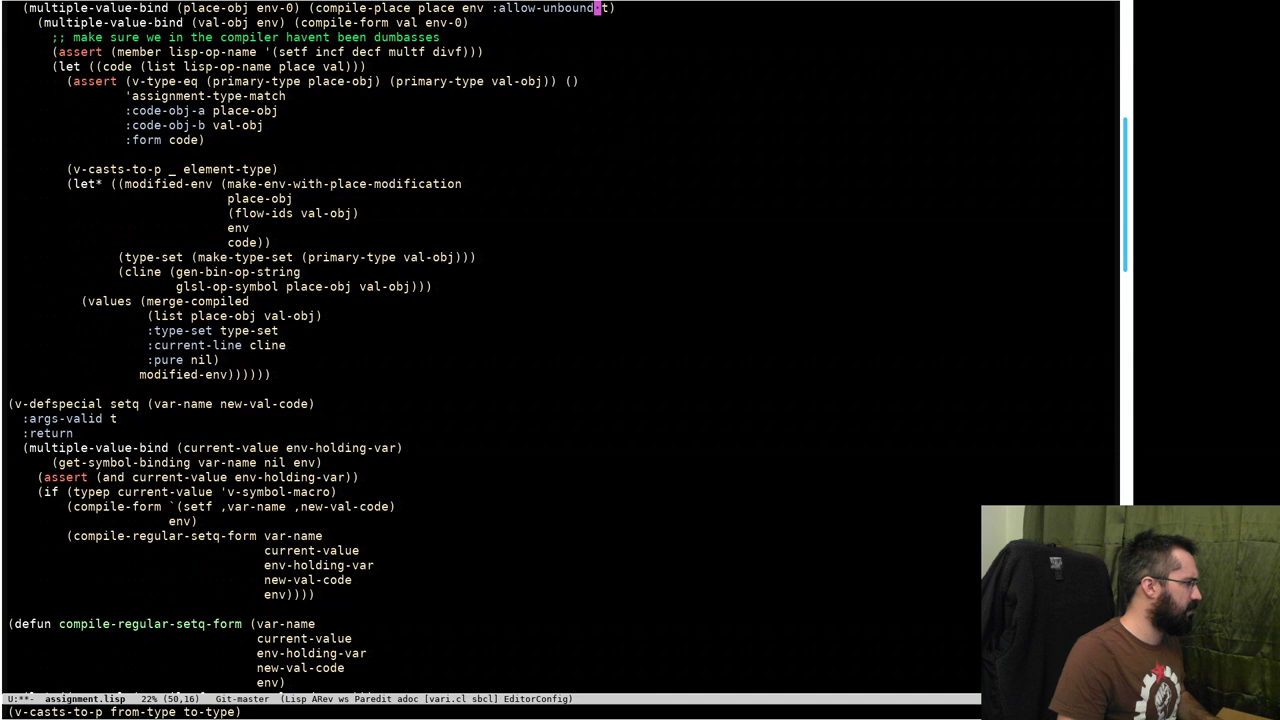 (multiple-value-bind (place-obj env-0) (compile-place place env :allow-unbound t)
(multiple-value-bind (val-obj env) (compile-form val env-0)
;; make sure we in the compiler havent been dumbasses
(assert (member lisp-op-name '(setf incf decf multf divf)))
(let ((code (list lisp-op-name place val)))
(assert (v-type-eq (primary-type place-obj) (primary-type val-obj)) ()
'assignment-type-match
:code-obj-a place-obj
:code-obj-b val-obj
:form code)
(v-casts-to-p _ element-type)
(let* ((modified-env (make-env-with-place-modification
place-obj
(flow-ids val-obj)
env
code))
(type-set (make-type-set (primary-type val-obj)))
(cline (gen-bin-op-string
glsl-op-symbol place-obj val-obj)))
(values (merge-compiled
(list place-obj val-obj)
:type-set type-set
:current-line cline
:pure nil)
modified-env))))))
(v-defspecial setq (var-name new-val-code)
:args-valid t
:return
(multiple-value-bind (current-value env-holding-var)
(get-symbol-binding var-name nil env)
(assert (and current-value env-holding-var))
(if (typep current-value 'v-symbol-macro)
(compile-form `(setf ,var-name ,new-val-code)
env)
(compile-regular-setq-form var-name
current-value
env-holding-var
new-val-code
env))))
(defun compile-regular-setq-form (var-name
current-value
env-holding-var
new-val-code
env)
U:**-  assignment.lisp   22% (50,16)   Git-master  (Lisp ARev ws Paredit adoc [vari.cl sbcl] EditorConfig)
(v-casts-to-p from-type to-type)